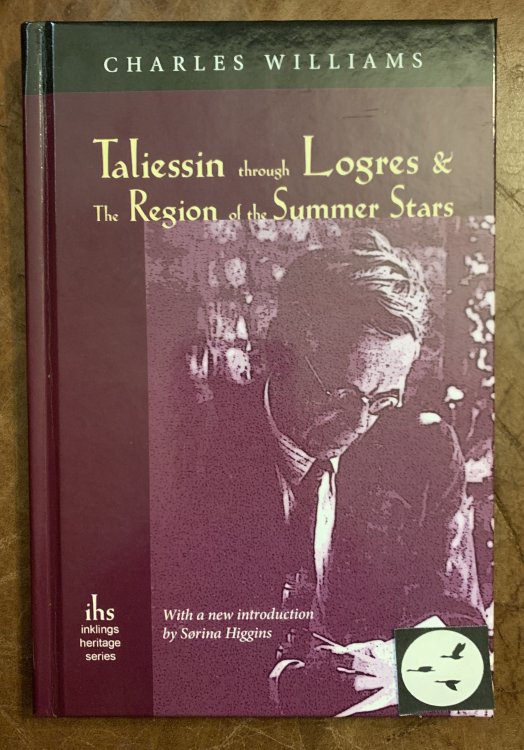 CHARLES WILLIAMS
Taliessin through Logres &
The Region of the Summer Stars
ihs
inklings
heritage
series
With a new introduction
by Sørina Higgins